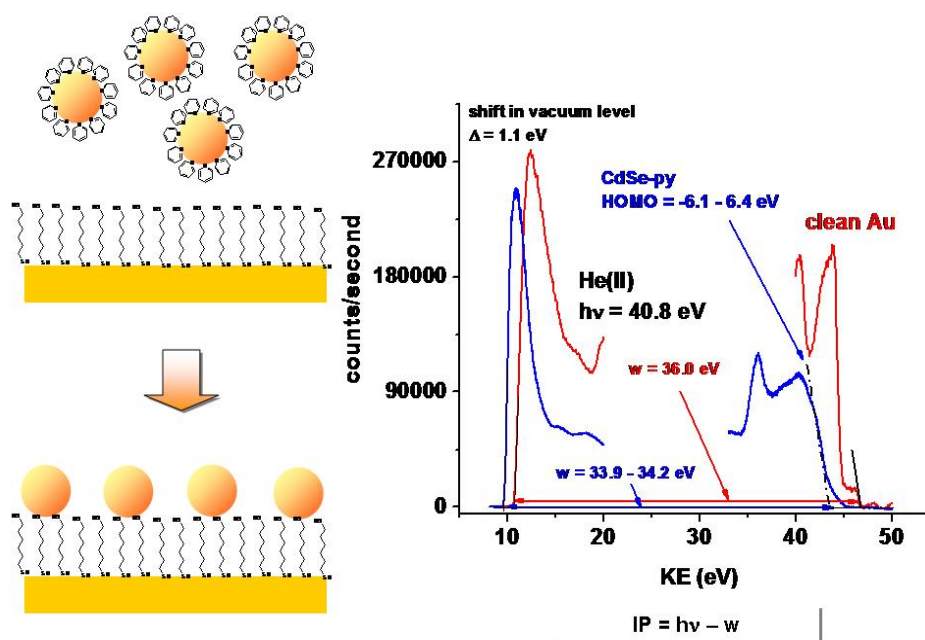 shift in vacuum level
Δ = 1.1 eV
270000
180000
90000
0
counts/second
CdSe-py
HOMO = -6.1 - 6.4 eV
clean Au
He(II)
hν = 40.8 eV
w = 36.0 eV
w = 33.9 - 34.2 eV
10
20
30
40
50
KE (eV)
IP = hν – w